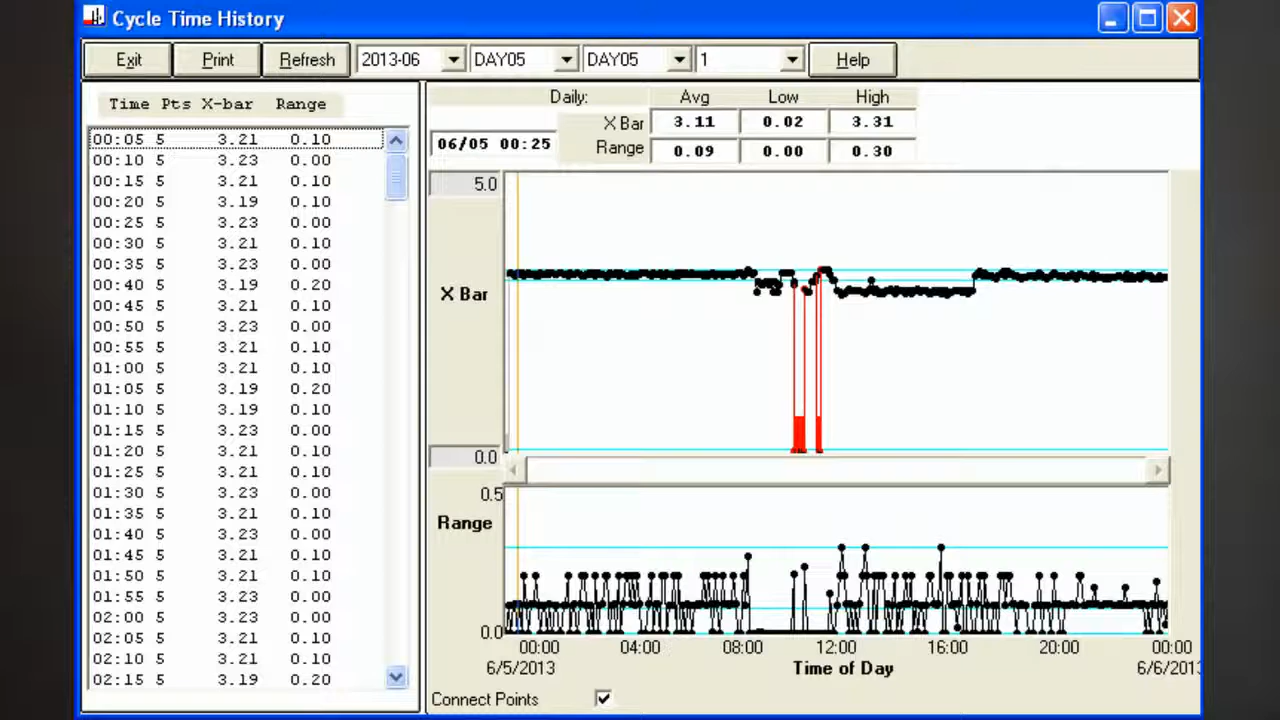 Cycle Time History
Exit Print Refresh 2013-06 DAY05 DAY05 1 Help
Time Pts X-bar Range
00:05 5 3.21 0.10
00:10 5 3.23 0.00
00:15 5 3.21 0.10
00:20 5 3.19 0.10
00:25 5 3.23 0.00
00:30 5 3.21 0.10
00:35 5 3.23 0.00
00:40 5 3.19 0.20
00:45 5 3.21 0.10
00:50 5 3.23 0.00
00:55 5 3.21 0.10
01:00 5 3.21 0.10
01:05 5 3.19 0.20
01:10 5 3.19 0.10
01:15 5 3.23 0.00
01:20 5 3.21 0.10
01:25 5 3.21 0.10
01:30 5 3.23 0.00
01:35 5 3.21 0.10
01:40 5 3.23 0.00
01:45 5 3.21 0.10
01:50 5 3.21 0.10
01:55 5 3.23 0.00
02:00 5 3.23 0.00
02:05 5 3.21 0.10
02:10 5 3.21 0.10
02:15 5 3.19 0.20
Daily: Avg Low High
X Bar 3.11 0.02 3.31
06/05 00:25
Range 0.09 0.00 0.30
5.0
X Bar
0.0
0.5
Range
0.0
00:00 04:00 08:00 12:00 16:00 20:00 00:00
6/5/2013 Time of Day 6/6/2013
Connect Points